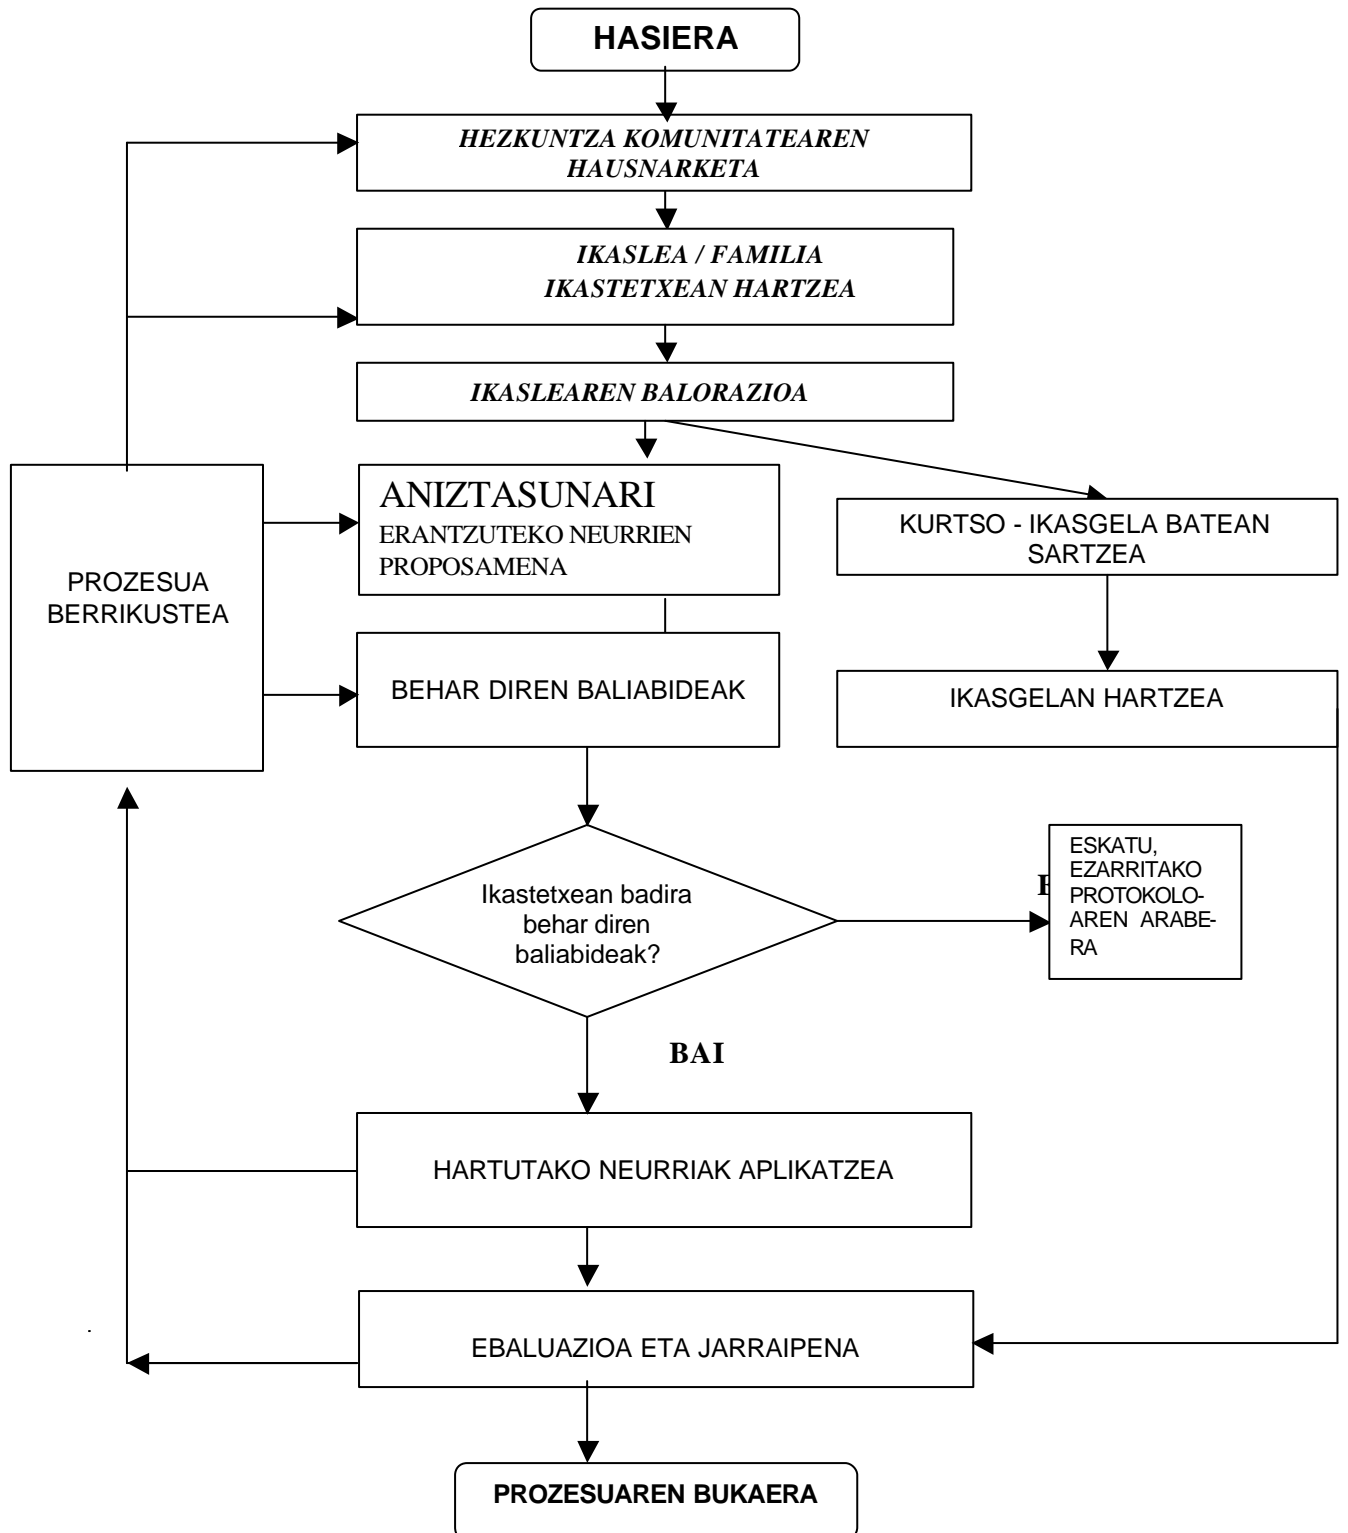 HASIERA
HEZKUNTZA KOMUNITATEAREN
HAUSNARKETA
IKASLEA / FAMILIA
IKASTETXEAN HARTZEA
IKASLEAREN BALORAZIOA
ANIZTASUNARI
ERANTZUTEKO NEURRIEN
PROPOSAMENA
KURTSO - IKASGELA BATEAN
SARTZEA
PROZESUA
BERRIKUSTEA
BEHAR DIREN BALIABIDEAK
IKASGELAN HARTZEA
Ikastetxean badira
behar diren
baliabideak?
ESKATU,
EZARRITAKO
PROTOKOLO-
AREN ARABE-
RA
BAI
HARTUTAKO NEURRIAK APLIKATZEA
EBALUAZIOA ETA JARRAIPENA
PROZESUAREN BUKAERA